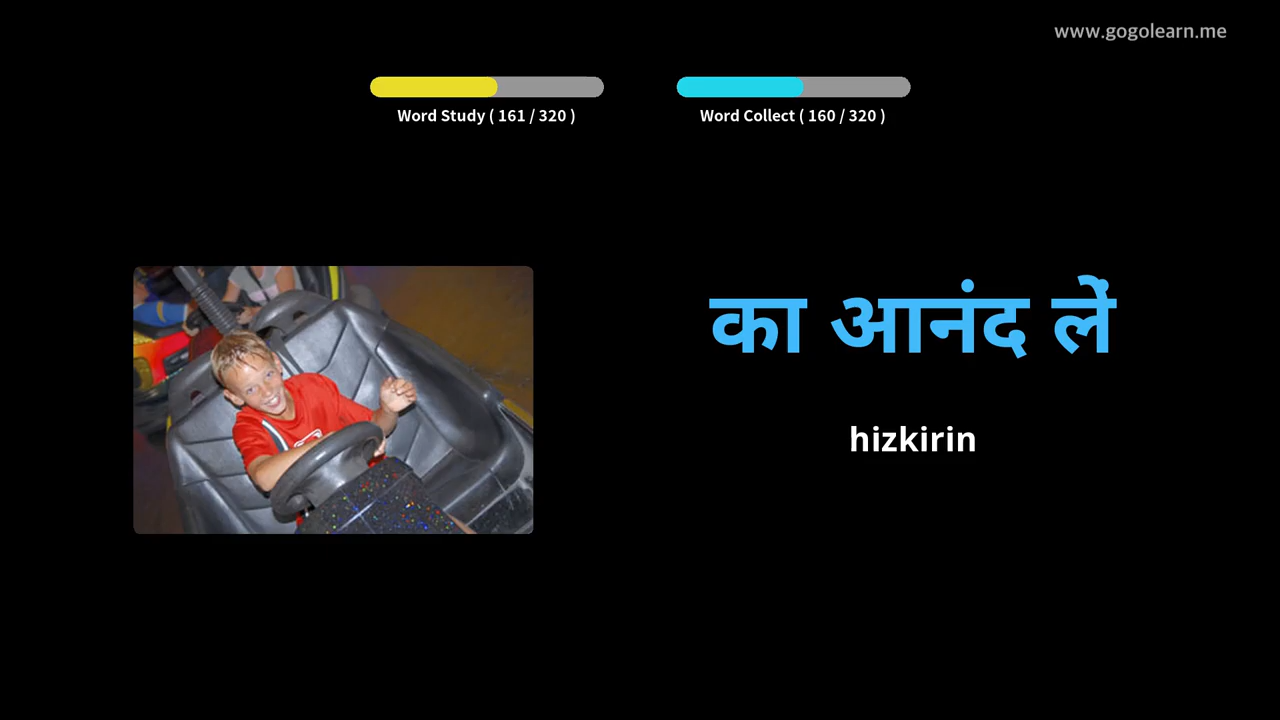 www.gogolearn.me
Word Study ( 161 / 320 )
Word Collect ( 160 / 320 )
का आनंद लें
hizkirin